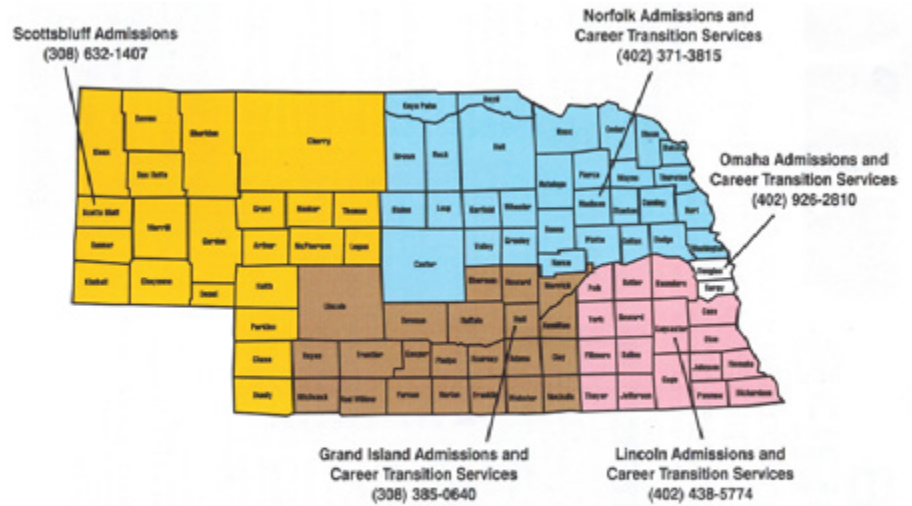 Norfolk Admissions and
Career Transition Services
(402) 371-3815
Scottsbluff Admissions
(308) 632-1407
Omaha Admissions and
Career Transition Services
(402) 926-2810
Keya Paha
Boyd
Sioux
Dawes
Sheridan
Cherry
Brown
Rock
Holt
Knox
Cedar
Dixon
Box Butte
Antelope
Pierce
Wayne
Thurston
Scotts Bluff
Morrill
Garden
Grant
Hooker
Thomas
Blaine
Loup
Garfield
Wheeler
Madison
Stanton
Cuming
Burt
Banner
Arthur
McPherson
Logan
Custer
Valley
Greeley
Boone
Platte
Colfax
Dodge
Washington
Kimball
Cheyenne
Deuel
Keith
Lincoln
Sherman
Howard
Nance
Merrick
Polk
Butler
Saunders
Douglas
Sarpy
Perkins
Dawson
Buffalo
Hall
Hamilton
York
Seward
Lancaster
Cass
Otoe
Chase
Hayes
Frontier
Gosper
Phelps
Kearney
Adams
Clay
Fillmore
Saline
Gage
Johnson
Nemaha
Dundy
Hitchcock
Red Willow
Furnas
Harlan
Franklin
Webster
Nuckolls
Thayer
Jefferson
Pawnee
Richardson
Grand Island Admissions and
Career Transition Services
(308) 385-0640
Lincoln Admissions and
Career Transition Services
(402) 438-5774